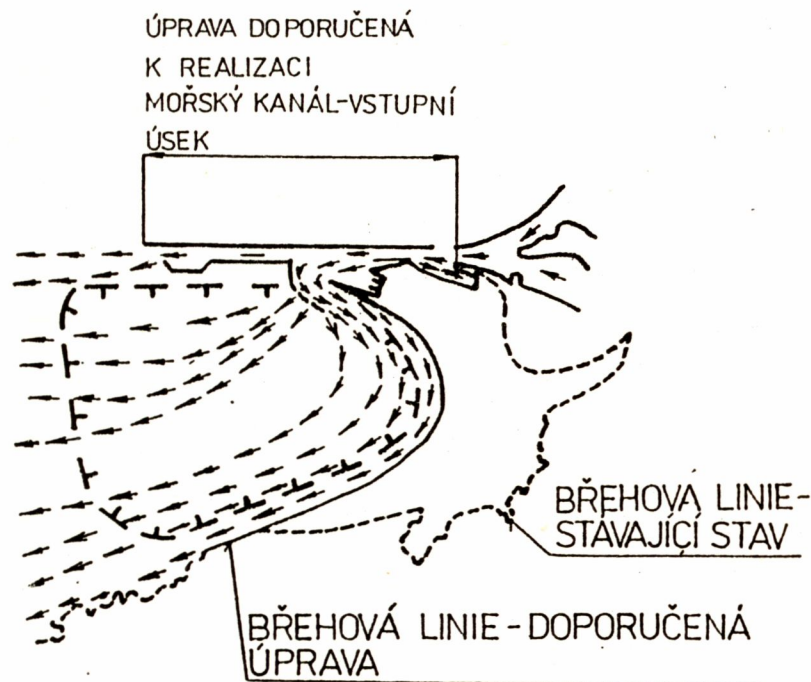 ÚPRAVA DOPORUČENÁ
K REALIZACI
MOŘSKÝ KANÁL-VSTUPNÍ
ÚSEK
BŘEHOVÁ LINIE-
STÁVAJÍCÍ STAV
BŘEHOVÁ LINIE-DOPORUČENÁ
ÚPRAVA